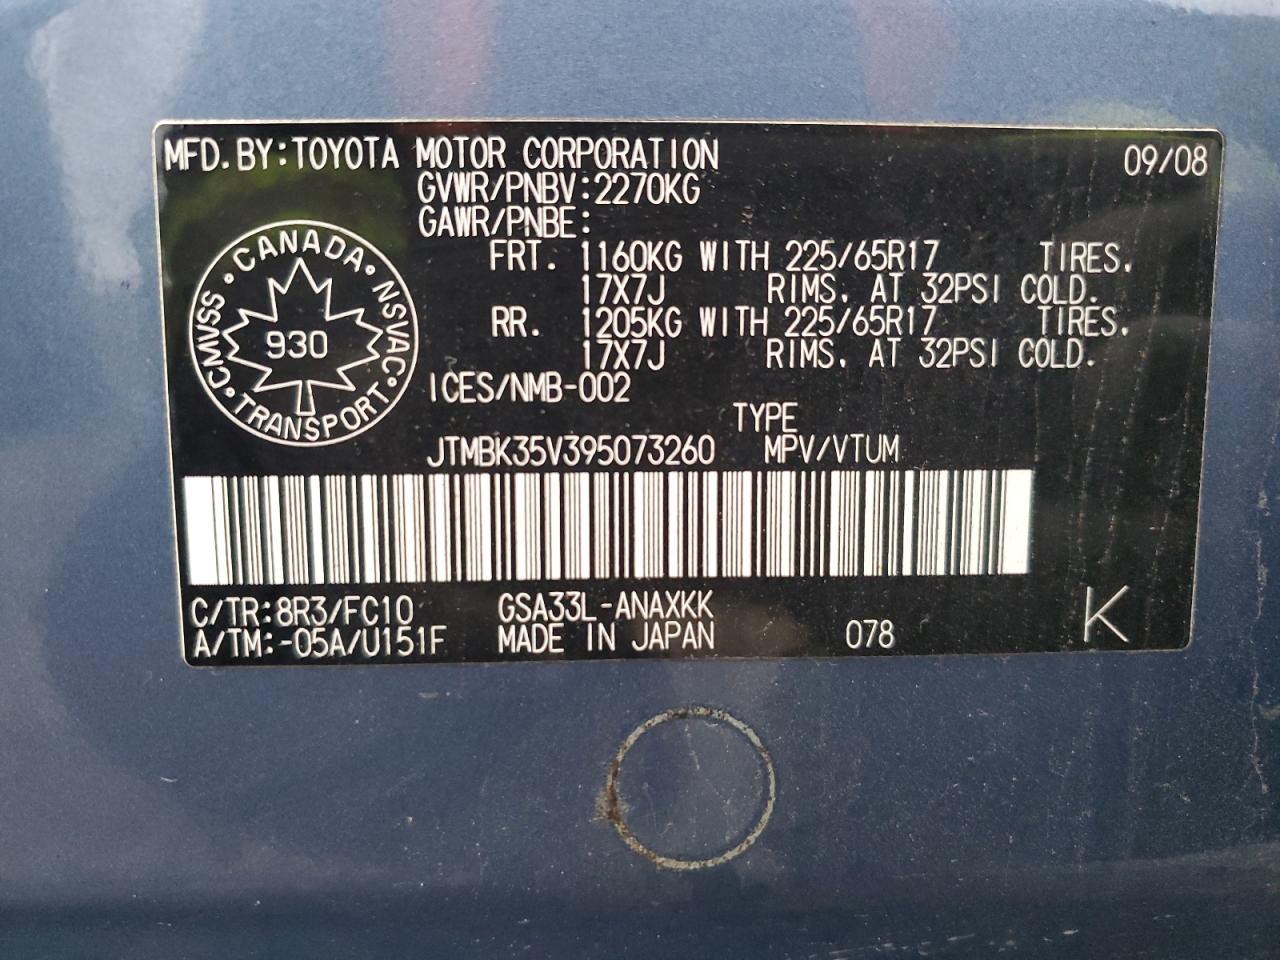 MFD. BY: TOYOTA MOTOR CORPORATION 09/08
GVWR/PNBV: 2270KG
GAWR/PNBE:
FRT. 1160KG WITH 225/65R17 TIRES.
17X7J RIMS, AT 32PSI COLD.
RR. 1205KG WITH 225/65R17 TIRES.
17X7J RIMS, AT 32PSI COLD.
CANADA · NSVAC · TRANSPORT · CMVSS ·
930
ICES/NMB-002
TYPE
JTMBK35V395073260 MPV/VTUM
C/TR: 8R3/FC10 GSA33L-ANAXKK K
A/TM: -05A/U151F MADE IN JAPAN 078